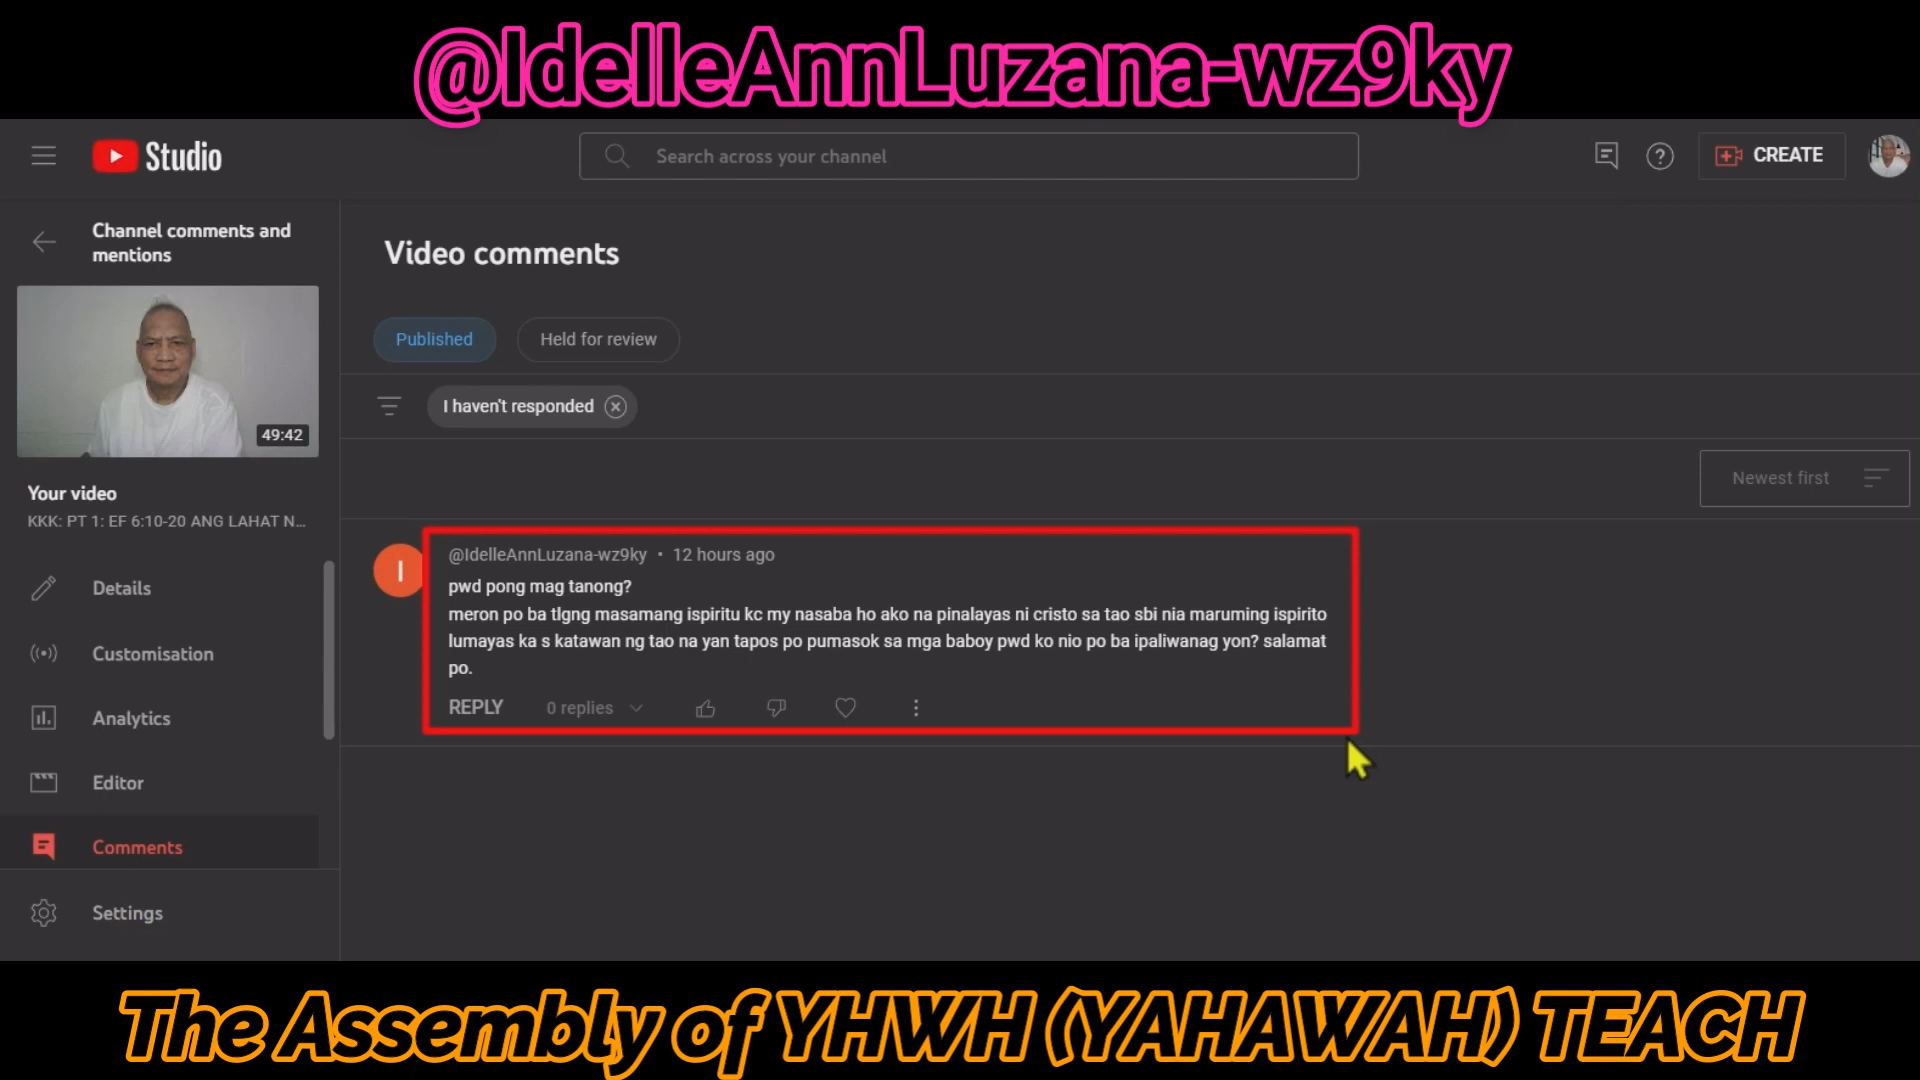 @IdelleAnnLuzana-wz9ky
Studio
Search across your channel
CREATE
Channel comments and
mentions
49:42
Your video
KKK: PT 1: EF 6:10-20 ANG LAHAT N...
Details
Customisation
Analytics
Editor
Comments
Settings
Video comments
Published
Held for review
I haven't responded
Newest first
I
@IdelleAnnLuzana-wz9ky • 12 hours ago
pwd pong mag tanong?
meron po ba tlgng masamang ispiritu kc my nasaba ho ako na pinalayas ni cristo sa tao sbi nia maruming ispirito
lumayas ka s katawan ng tao na yan tapos po pumasok sa mga baboy pwd ko nio po ba ipaliwanag yon? salamat
po.
REPLY
0 replies
The Assembly of YHWH (YAHAWAH) TEACH